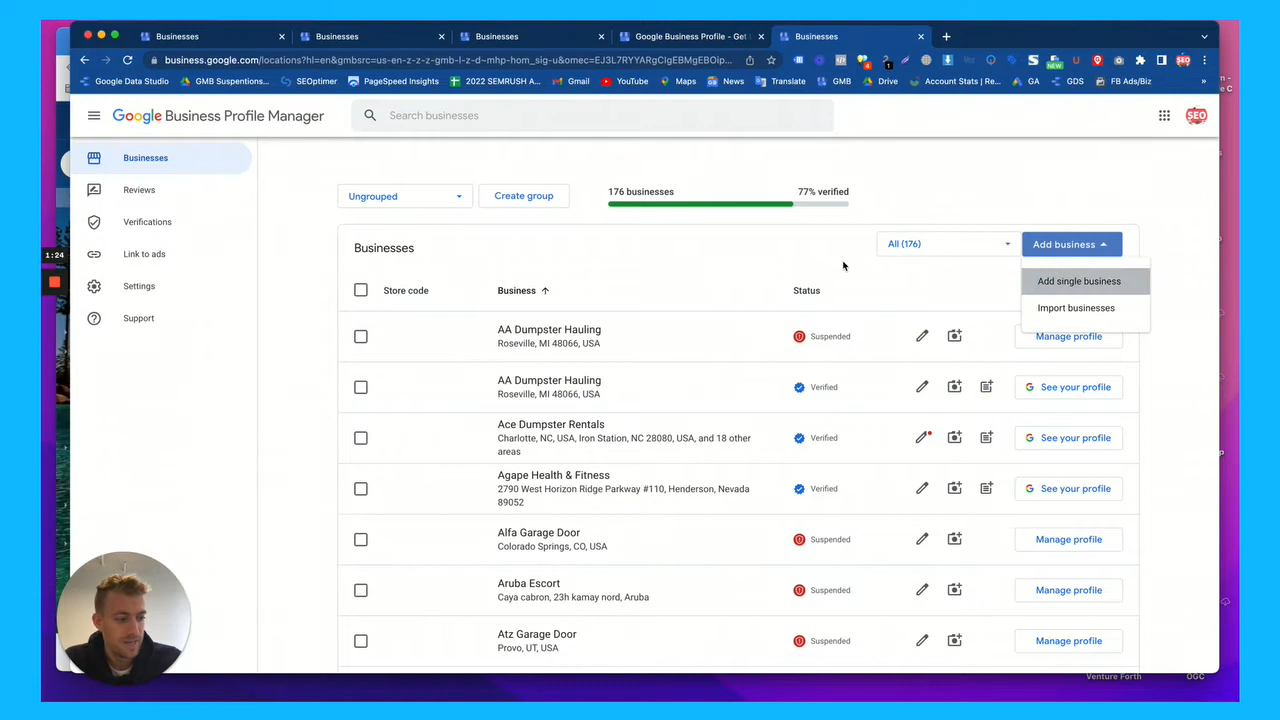 Businesses
Businesses
Businesses
Google Business Profile - Get
Businesses
business.google.com/locations?hl=en&gmbsrc=us-en-z-z-z-gmb-l-z-d-mhp-hom_sig-u&omec=EJ3L7RYYARgCIgEBMgEBOip...
Google Data Studio
GMB Suspentions...
SEOptimer
PageSpeed Insights
2022 SEMRUSH A...
Gmail
YouTube
Maps
News
Translate
GMB
Drive
Account Stats | Re...
GA
GDS
FB Ads/Biz
Google Business Profile Manager
Search businesses
SEO
Businesses
Reviews
Verifications
Link to ads
Settings
Support
1:24
Ungrouped
Create group
176 businesses
77% verified
Businesses
All (176)
Add business
Add single business
Import businesses
Store code
Business
Status
AA Dumpster Hauling
Roseville, MI 48066, USA
Suspended
Manage profile
AA Dumpster Hauling
Roseville, MI 48066, USA
Verified
See your profile
Ace Dumpster Rentals
Charlotte, NC, USA, Iron Station, NC 28080, USA, and 18 other
areas
Verified
See your profile
Agape Health & Fitness
2790 West Horizon Ridge Parkway #110, Henderson, Nevada
89052
Verified
See your profile
Alfa Garage Door
Colorado Springs, CO, USA
Suspended
Manage profile
Aruba Escort
Caya cabron, 23h kamay nord, Aruba
Suspended
Manage profile
Atz Garage Door
Provo, UT, USA
Suspended
Manage profile
Venture Forth
OGC